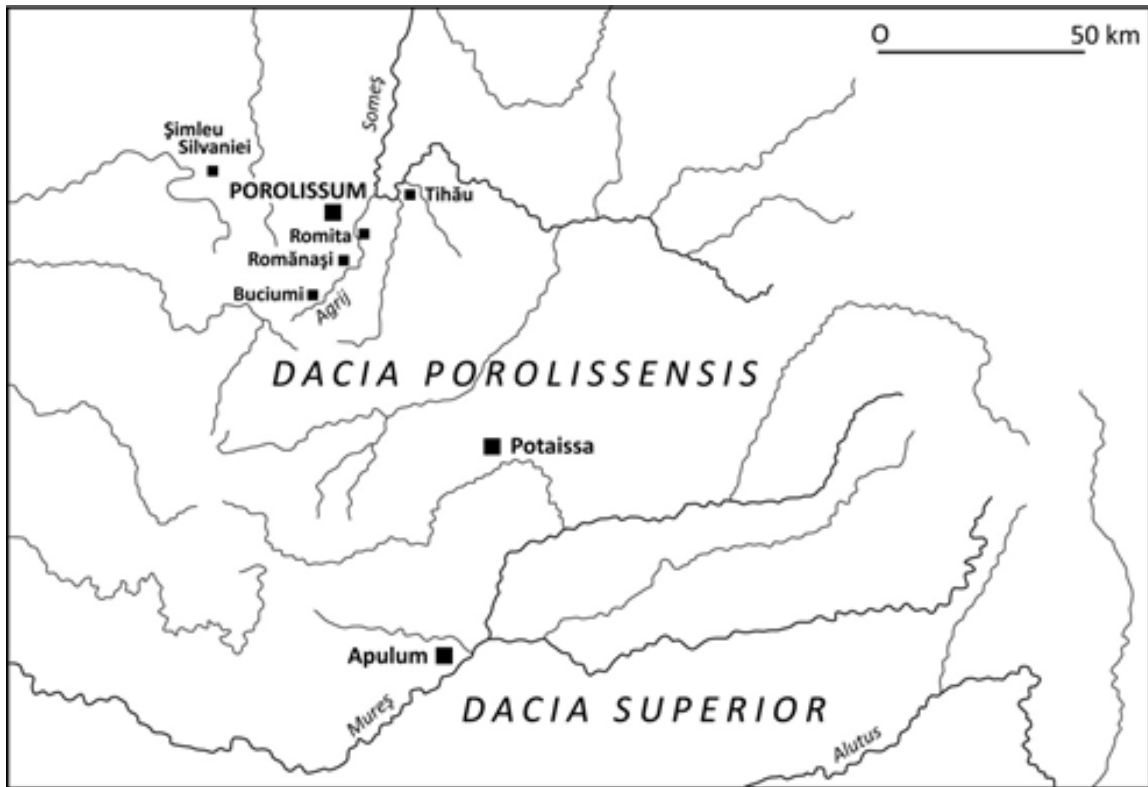 O 50 km
Someş
Şimleu
Silvaniei
POROLISSUM
Tihău
Romita
Românaşi
Buciumi
Agrij
DACIA POROLISSENSIS
Potaissa
Apulum
Mureş
DACIA SUPERIOR
Alutus